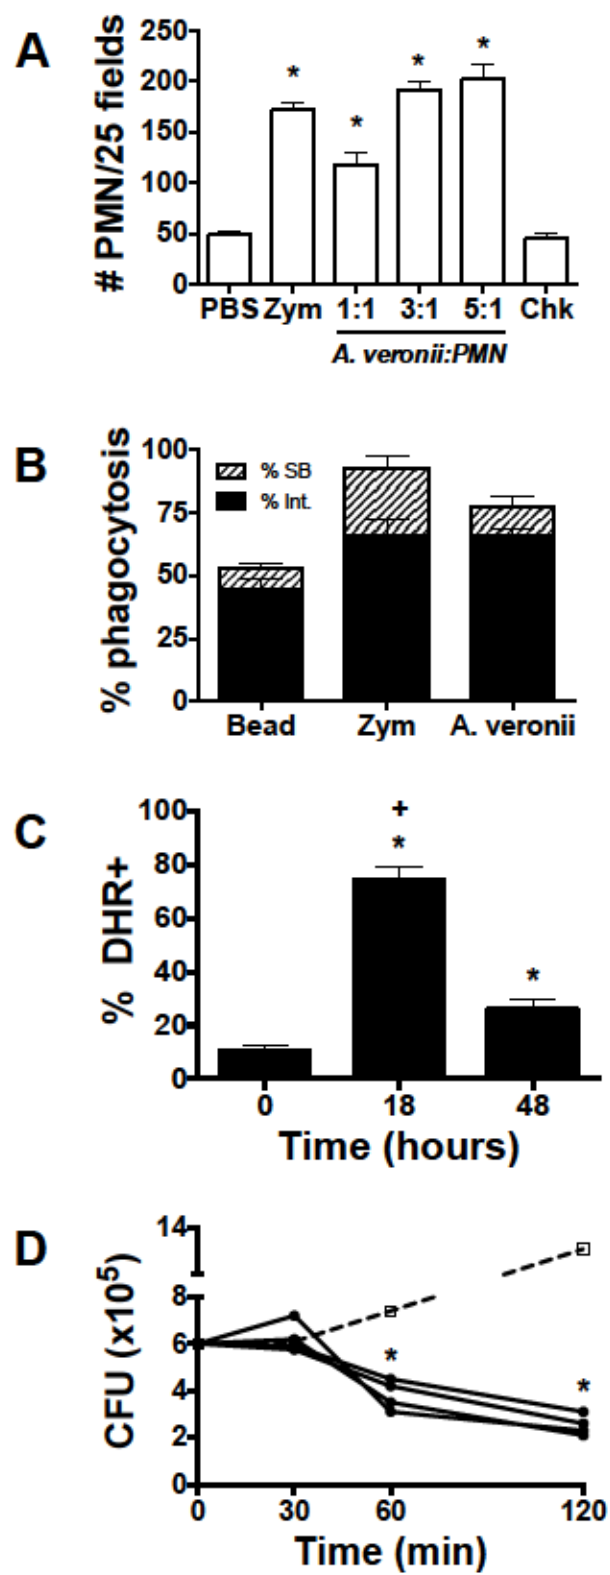 A
# PMN/25 fields
250
200
150
100
50
0
PBS Zym 1:1 3:1 5:1 Chk
A. veronii:PMN
B
% phagocytosis
100
75
50
25
0
% SB
% Int.
Bead Zym A. veronii
C
% DHR+
100
80
60
40
20
0
+
*
*
0 18 48
Time (hours)
D
CFU (x10⁵)
14
8
6
4
2
0
*
*
0 30 60 120
Time (min)